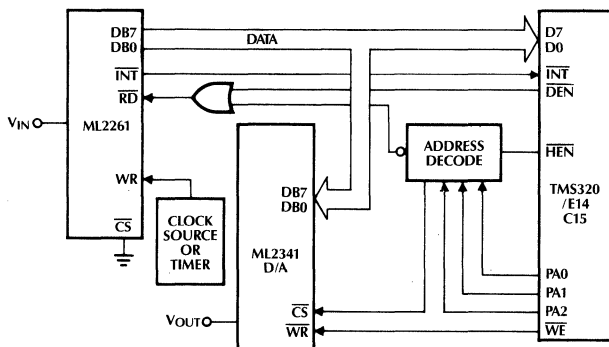 DB7
DB0
INT
RD
ML2261
VIN
WR
CS
CLOCK
SOURCE
OR
TIMER
DATA
DB7
DB0
ML2341
D/A
VOUT
CS
WR
ADDRESS
DECODE
D7
D0
INT
DEN
HEN
TMS320
/E14
C15
PA0
PA1
PA2
WE